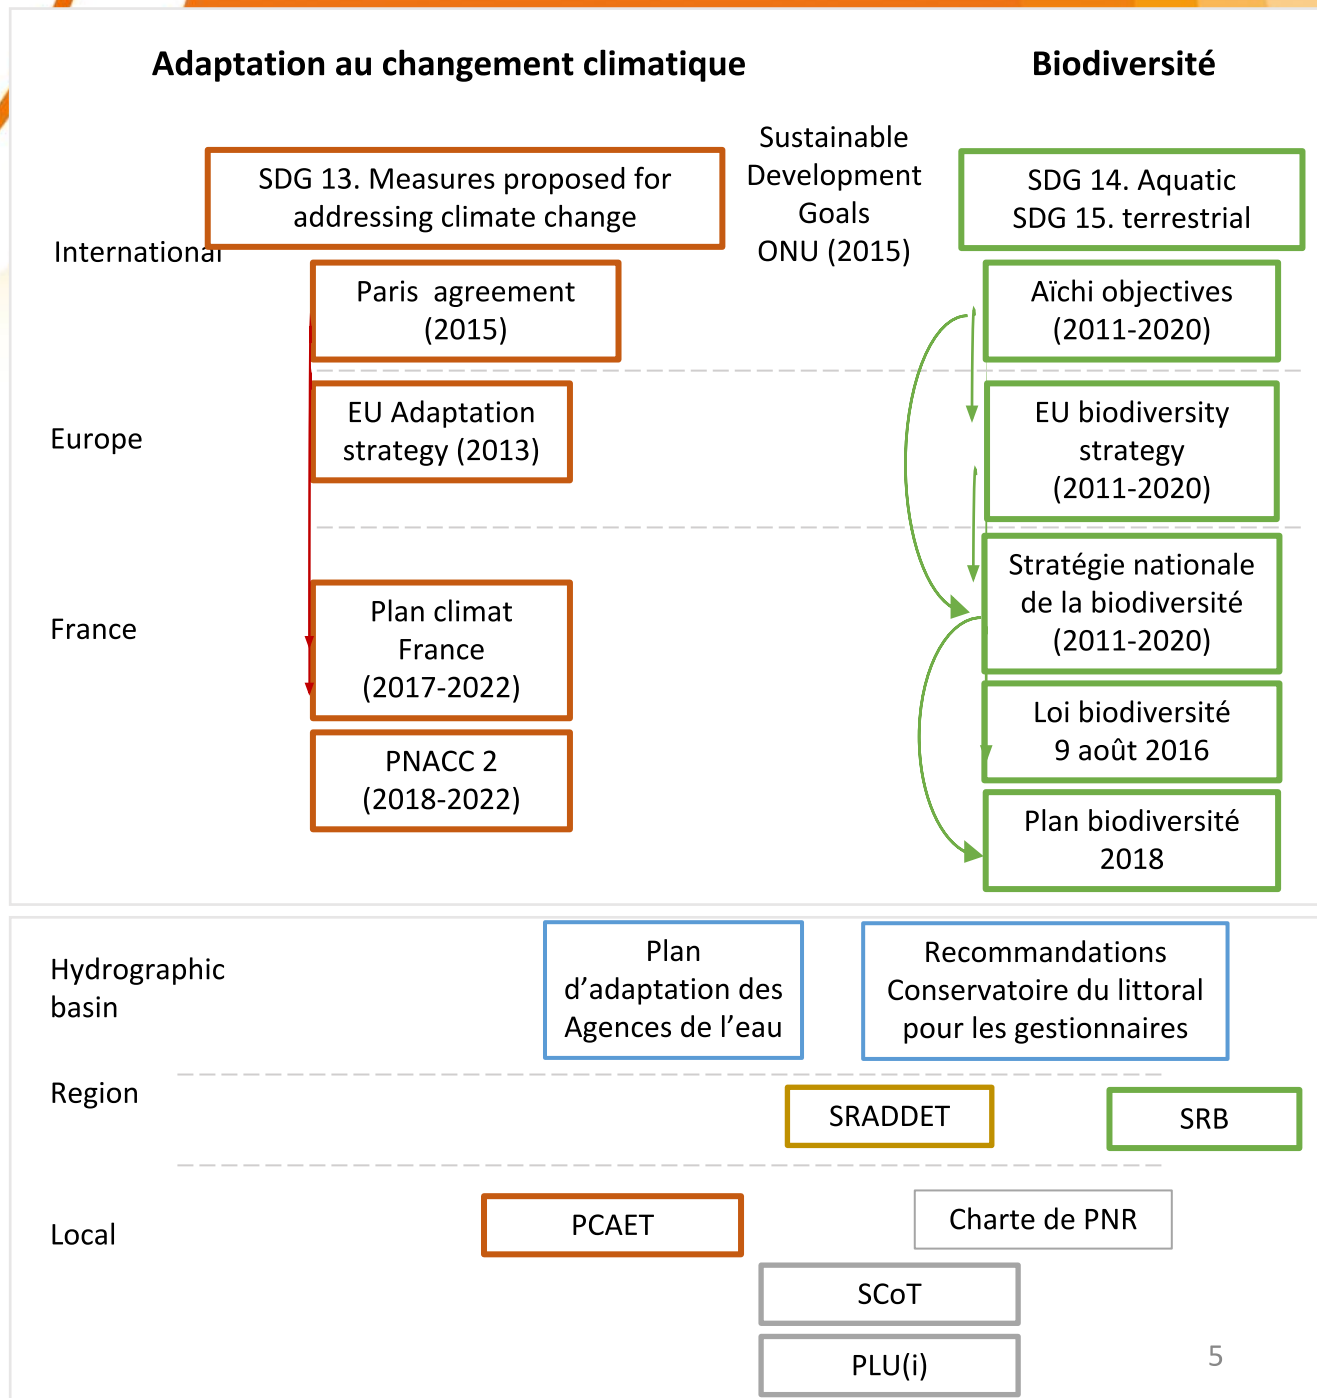 Adaptation au changement climatique
Biodiversité
Sustainable
Development
Goals
ONU (2015)
SDG 13. Measures proposed for
addressing climate change
SDG 14. Aquatic
SDG 15. terrestrial
International
Paris agreement
(2015)
Aïchi objectives
(2011-2020)
Europe
EU Adaptation
strategy (2013)
EU biodiversity
strategy
(2011-2020)
France
Plan climat
France
(2017-2022)
Stratégie nationale
de la biodiversité
(2011-2020)
PNACC 2
(2018-2022)
Loi biodiversité
9 août 2016
Plan biodiversité
2018
Hydrographic
basin
Plan
d’adaptation des
Agences de l’eau
Recommandations
Conservatoire du littoral
pour les gestionnaires
Region
SRADDET
SRB
Local
PCAET
Charte de PNR
SCoT
PLU(i)
5